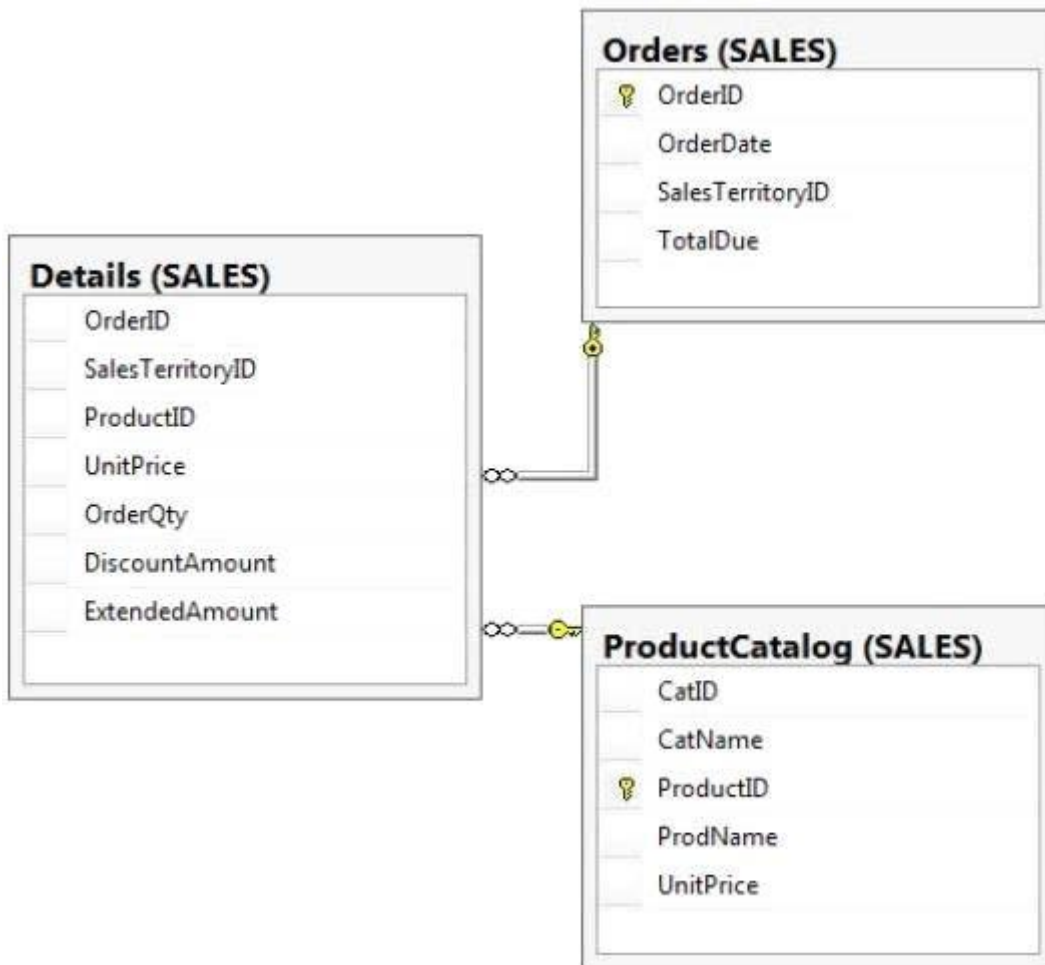 Orders (SALES)
OrderID
OrderDate
SalesTerritoryID
TotalDue
Details (SALES)
OrderID
SalesTerritoryID
ProductID
UnitPrice
OrderQty
DiscountAmount
ExtendedAmount
ProductCatalog (SALES)
CatID
CatName
ProductID
ProdName
UnitPrice